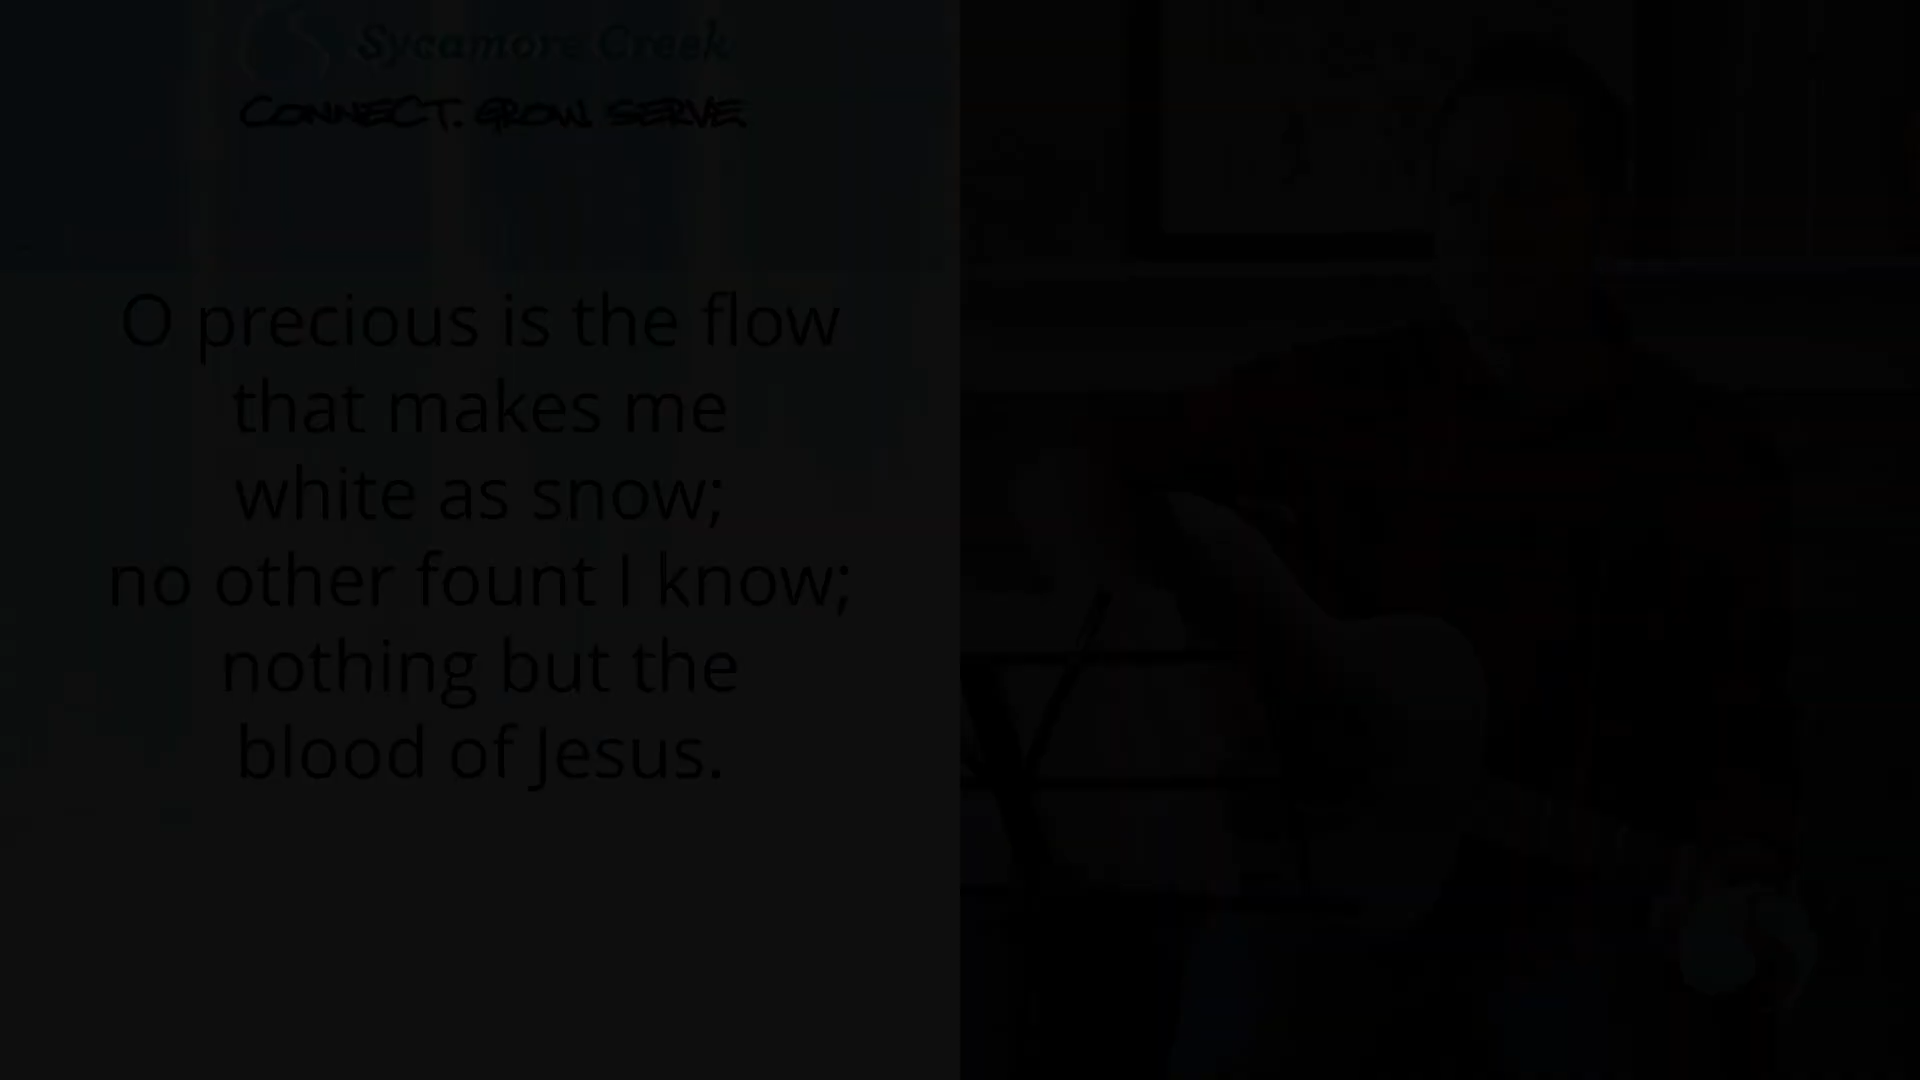 Sycamore Creek
CONNECT. GROW. SERVE.
O precious is the flow
that makes me
white as snow;
no other fount I know;
nothing but the
blood of Jesus.